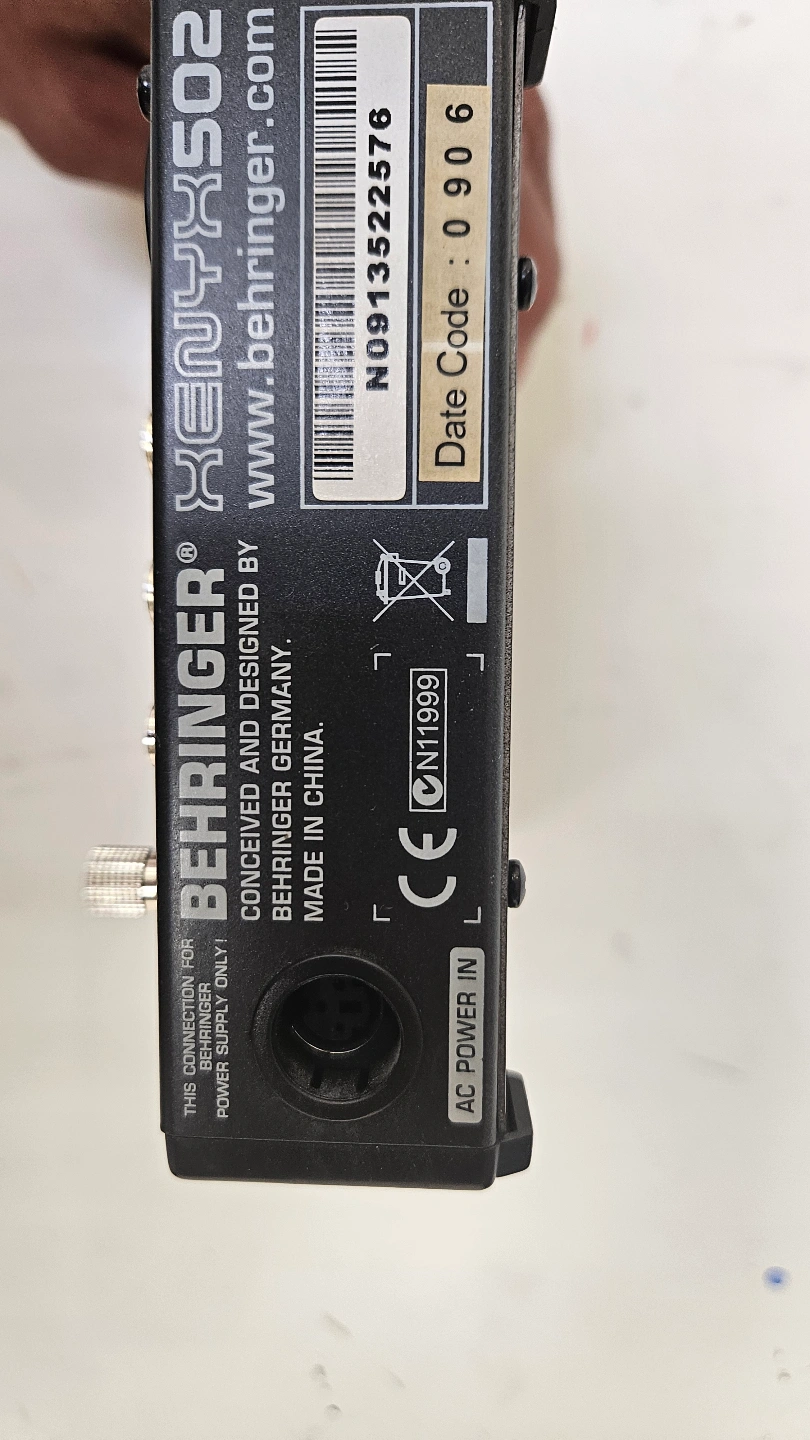 THIS CONNECTION FOR
BEHRINGER
POWER SUPPLY ONLY!
AC POWER IN
BEHRINGER®
CONCEIVED AND DESIGNED BY
BEHRINGER GERMANY.
MADE IN CHINA.
CE
N11999
XENYX502
www.behringer.com
N0913522576
Date Code : 0 9 0 6